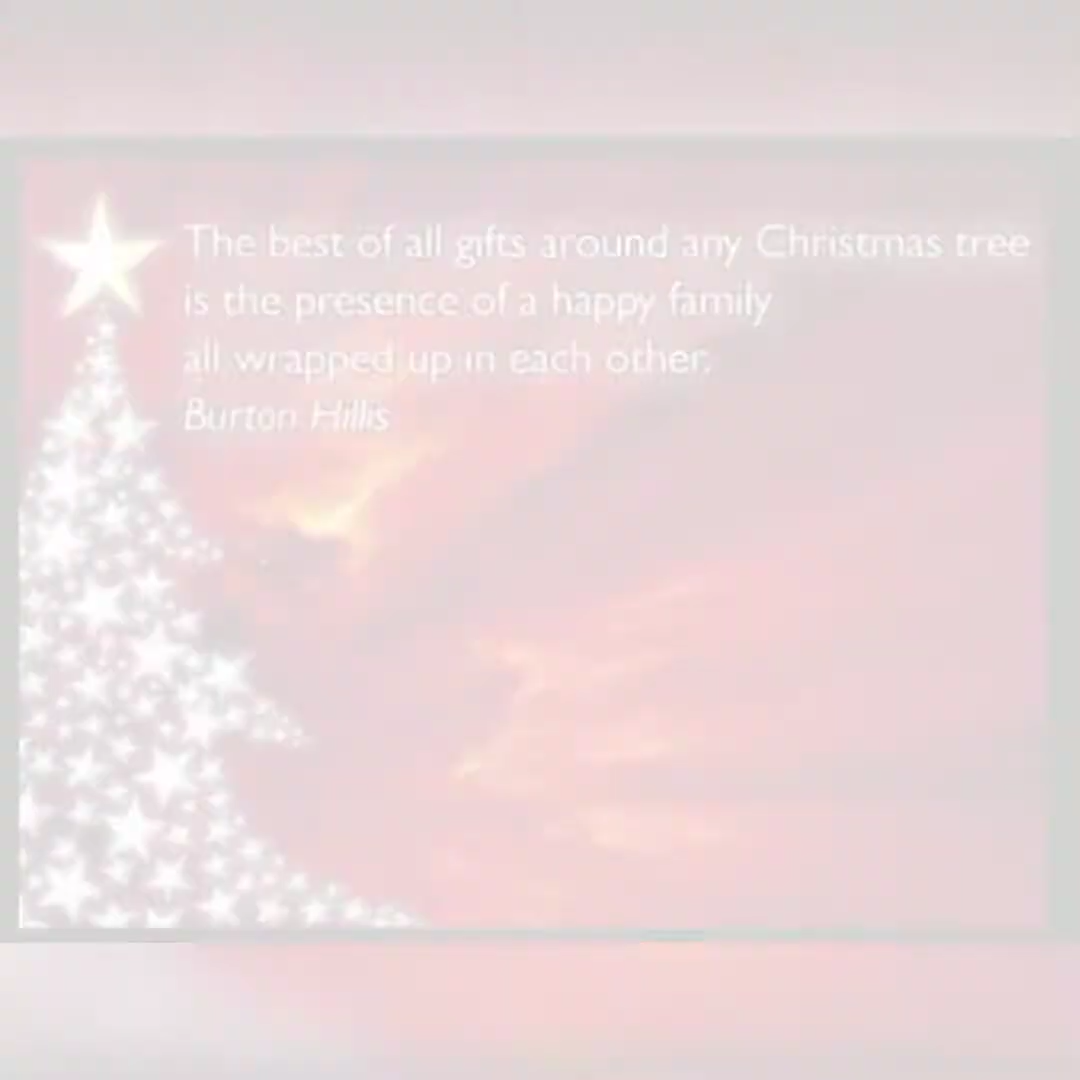 The best of all gifts around any Christmas tree
is the presence of a happy family
all wrapped up in each other.
Burton Hillis